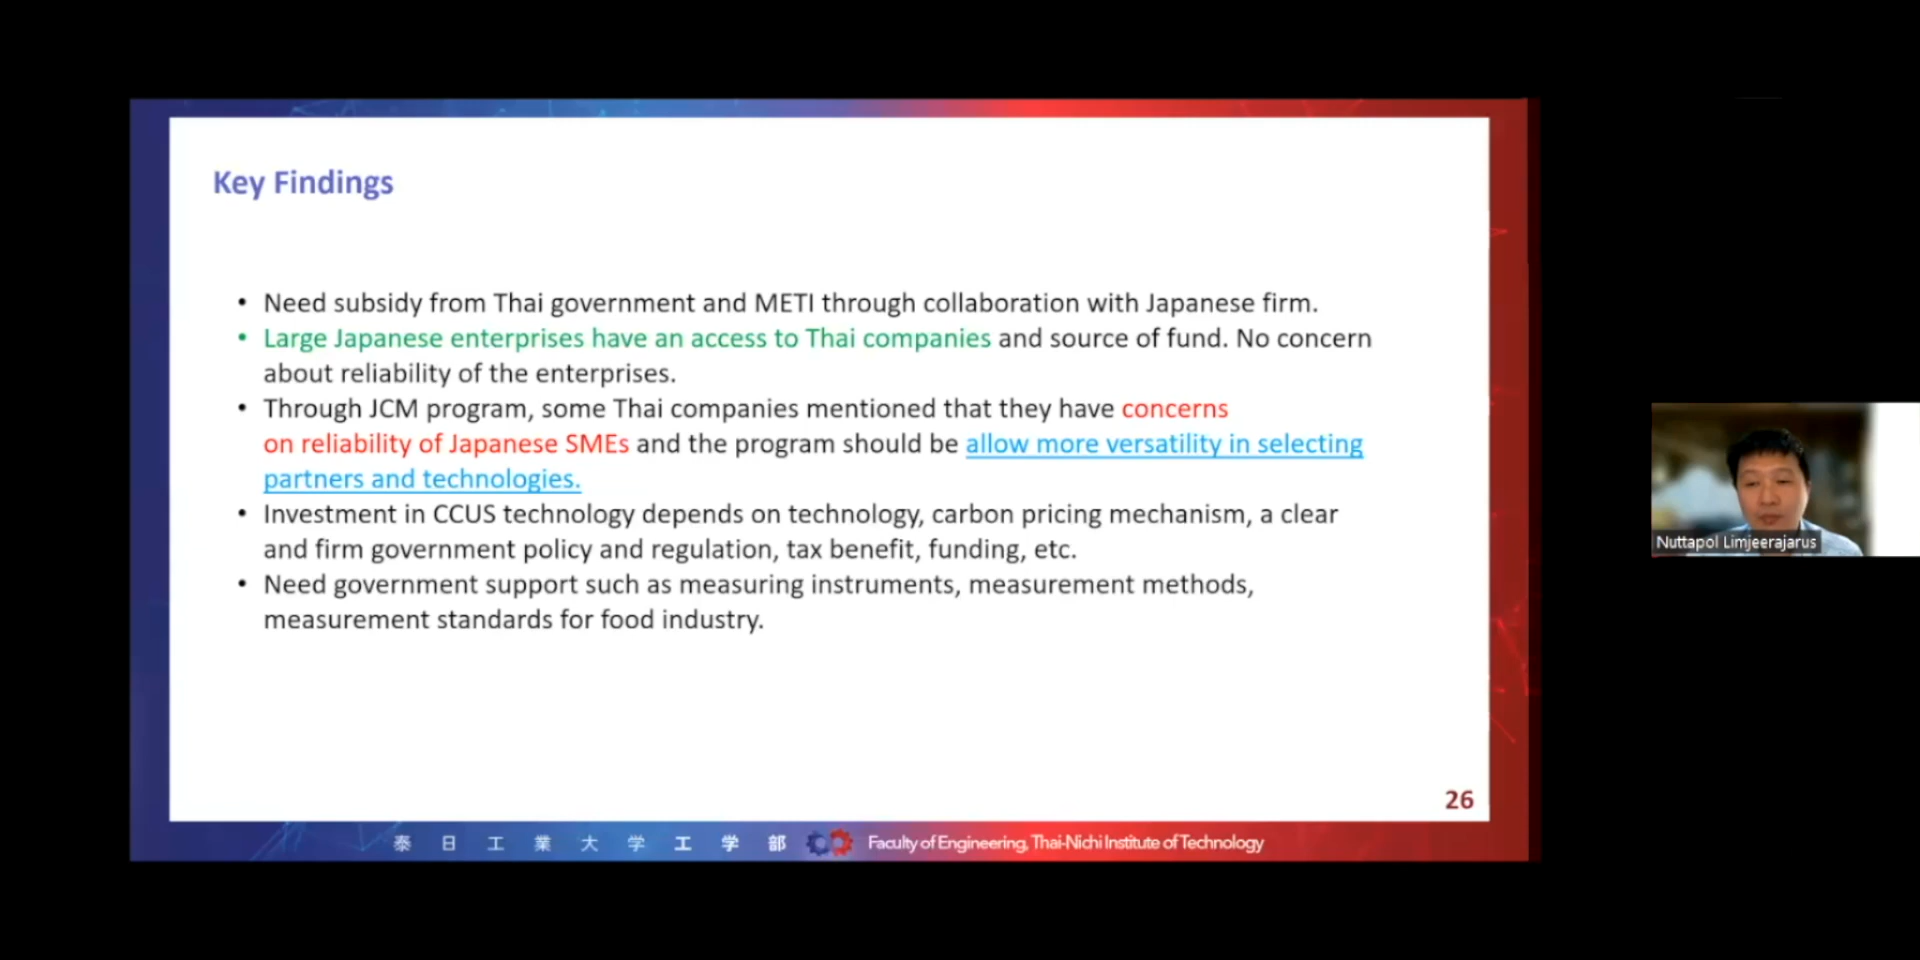 Key Findings
• Need subsidy from Thai government and METI through collaboration with Japanese firm.
• Large Japanese enterprises have an access to Thai companies and source of fund. No concern
about reliability of the enterprises.
• Through JCM program, some Thai companies mentioned that they have concerns
on reliability of Japanese SMEs and the program should be allow more versatility in selecting
partners and technologies.
• Investment in CCUS technology depends on technology, carbon pricing mechanism, a clear
and firm government policy and regulation, tax benefit, funding, etc.
• Need government support such as measuring instruments, measurement methods,
measurement standards for food industry.
26
泰日工業大学工学部 Faculty of Engineering, Thai-Nichi Institute of Technology
Nuttapol Limjeerajarus